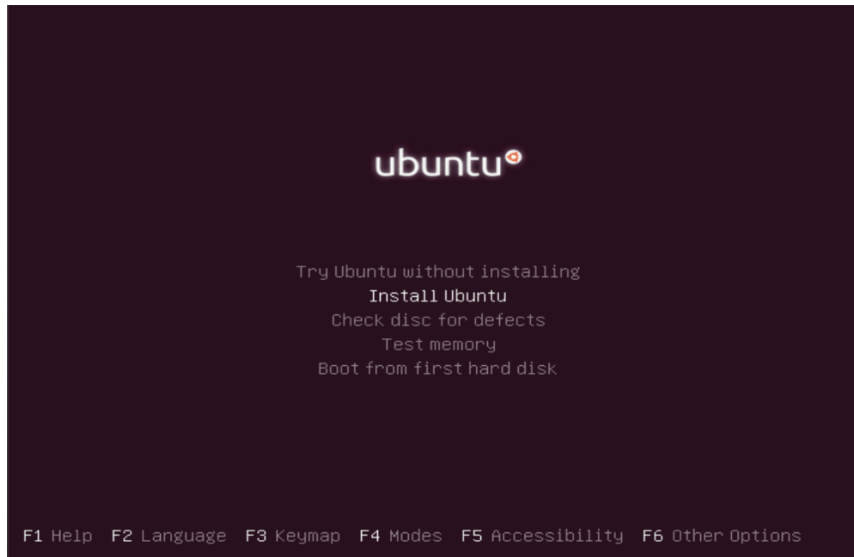 ubuntu
Try Ubuntu without installing
Install Ubuntu
Check disc for defects
Test memory
Boot from first hard disk
F1 Help F2 Language F3 Keymap F4 Modes F5 Accessibility F6 Other Options